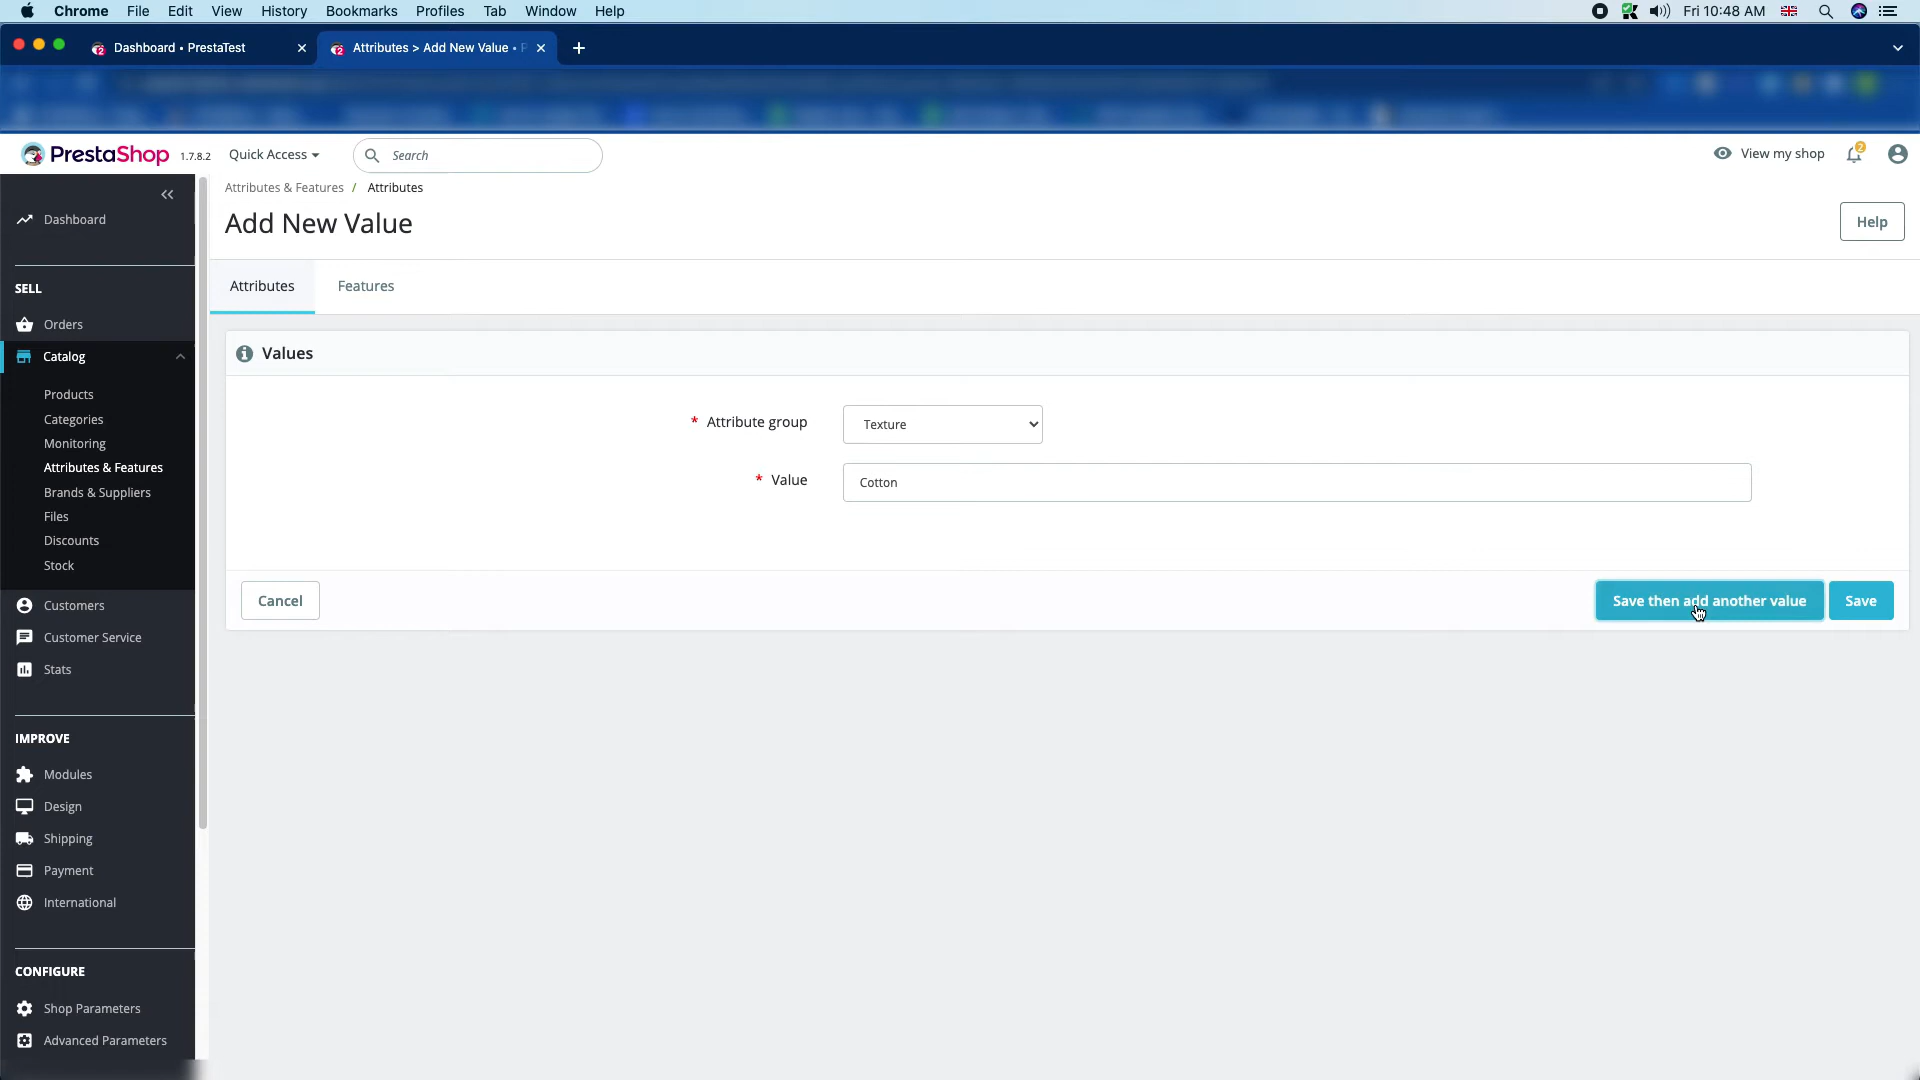 Chrome File Edit View History Bookmarks Profiles Tab Window Help Fri 10:48 AM
Dashboard • PrestaTest
Attributes > Add New Value •
PrestaShop 1.7.8.2 Quick Access Search View my shop 2
Attributes & Features / Attributes
Add New Value
Help
Attributes Features
Dashboard
SELL
Orders
Catalog
Products
Categories
Monitoring
Attributes & Features
Brands & Suppliers
Files
Discounts
Stock
Customers
Customer Service
Stats
IMPROVE
Modules
Design
Shipping
Payment
International
CONFIGURE
Shop Parameters
Advanced Parameters
Values
* Attribute group Texture
* Value Cotton
Cancel Save then add another value Save